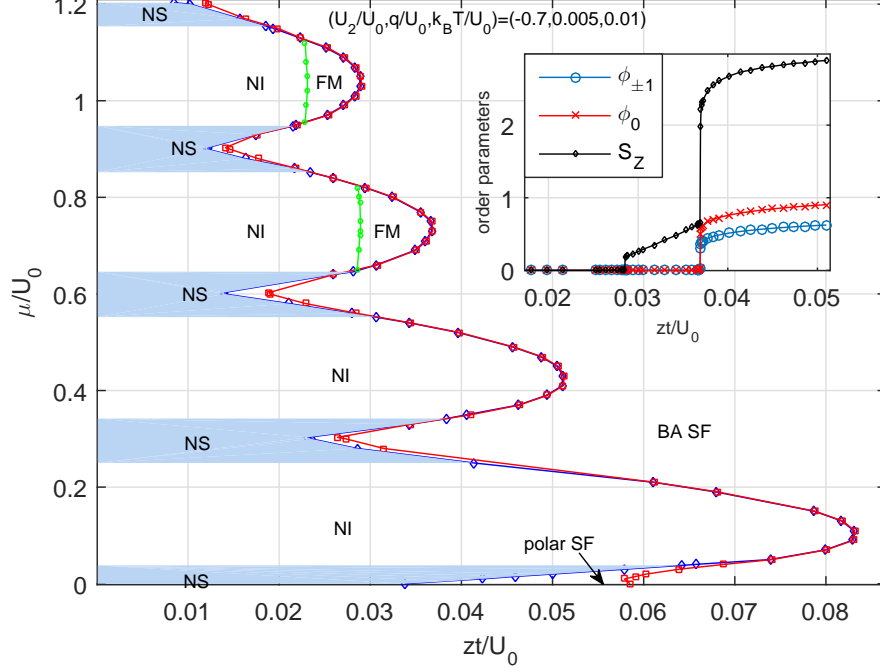 (U2/U0,q/U0,kBT/U0)=(-0.7,0.005,0.01)
1.2
1
0.8
0.6
0.4
0.2
0
μ/U0
0.01
0.02
0.03
0.04
0.05
0.06
0.07
0.08
zt/U0
NS
NI
FM
NS
NI
FM
NS
NI
NS
BA SF
NI
polar SF
NS
order parameters
2
1
0
0.02
0.03
0.04
0.05
zt/U0
ϕ±1
ϕ0
SZ